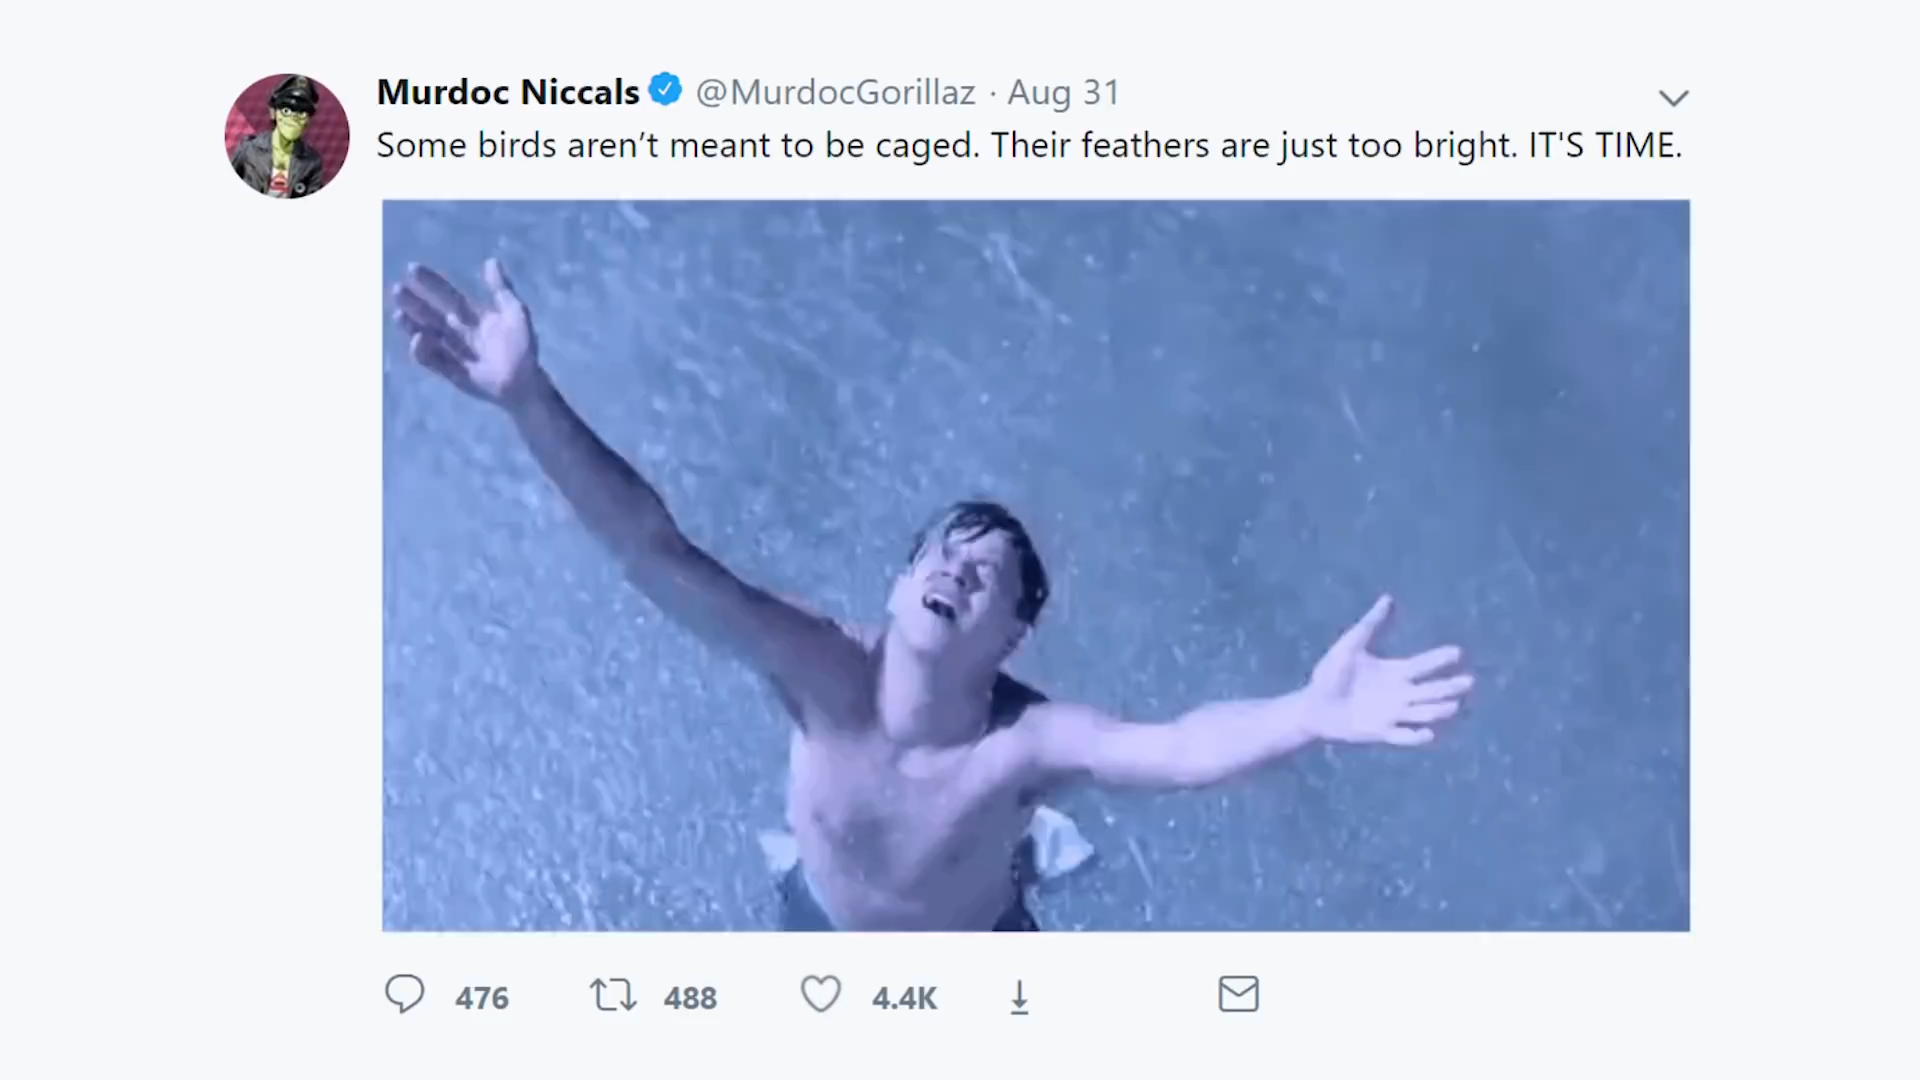 Murdoc Niccals @MurdocGorillaz · Aug 31
Some birds aren’t meant to be caged. Their feathers are just too bright. IT'S TIME.
476 488 4.4K